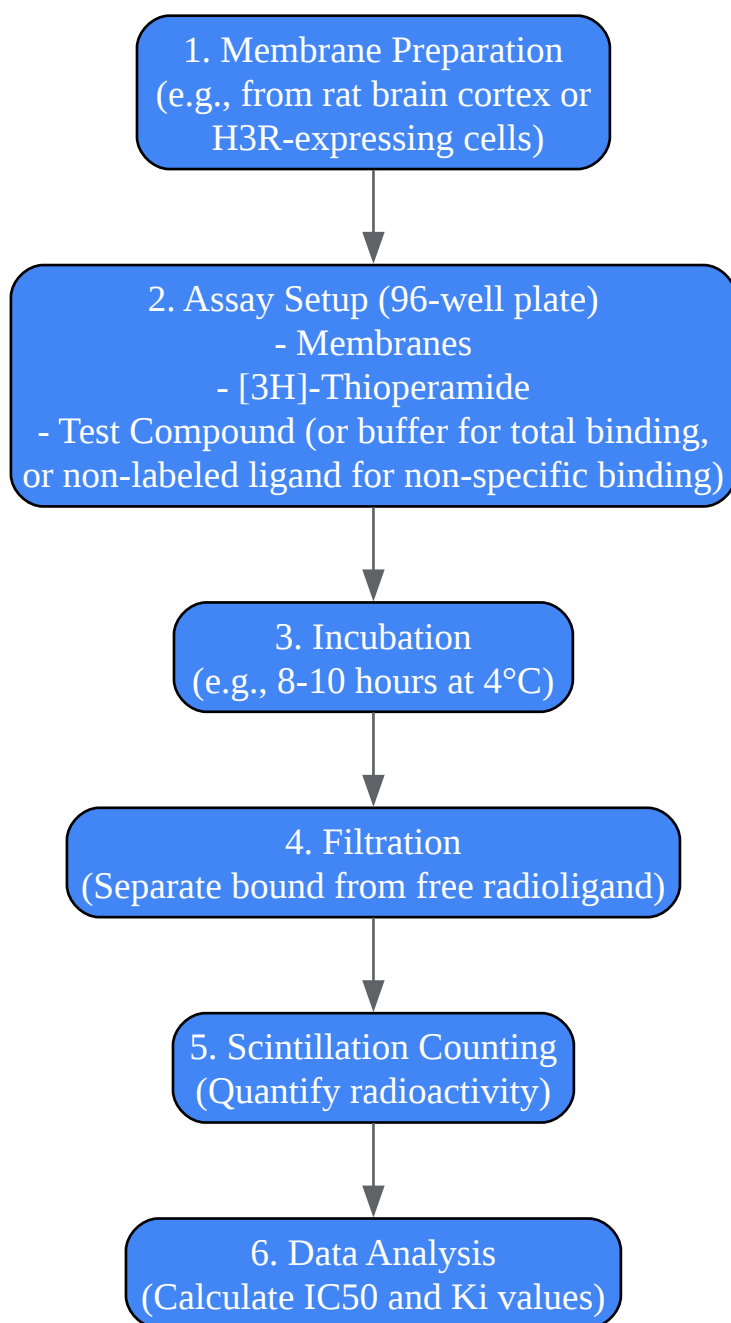 1. Membrane Preparation
(e.g., from rat brain cortex or
H3R-expressing cells)
2. Assay Setup (96-well plate)
- Membranes
- [3H]-Thioperamide
- Test Compound (or buffer for total binding,
or non-labeled ligand for non-specific binding)
3. Incubation
(e.g., 8-10 hours at 4°C)
4. Filtration
(Separate bound from free radioligand)
5. Scintillation Counting
(Quantify radioactivity)
6. Data Analysis
(Calculate IC50 and Ki values)